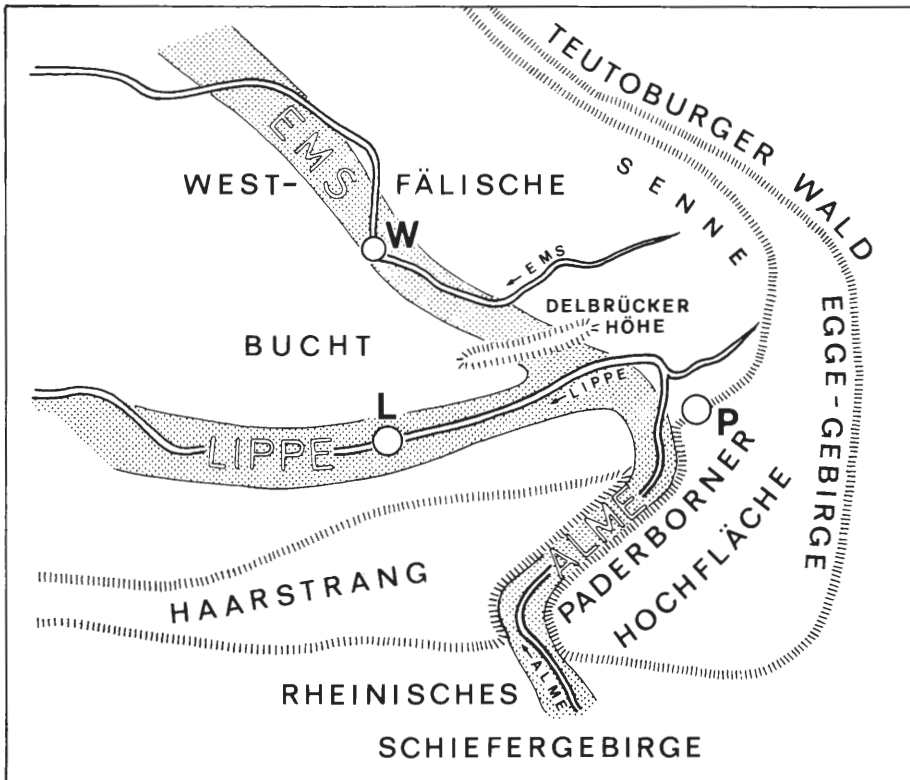 TEUTOBURGER WALD
SENNE
EMS
WEST-
FÄLISCHE
W
EMS
DELBRÜCKER-
HÖHE
EGGE-GEBIRGE
BUCHT
LIPPE
L
P
LIPPE
ALME
PADERBORNER
HOCHFLÄCHE
HAARSTRANG
ALME
RHEINISCHES
SCHIEFERGEBIRGE